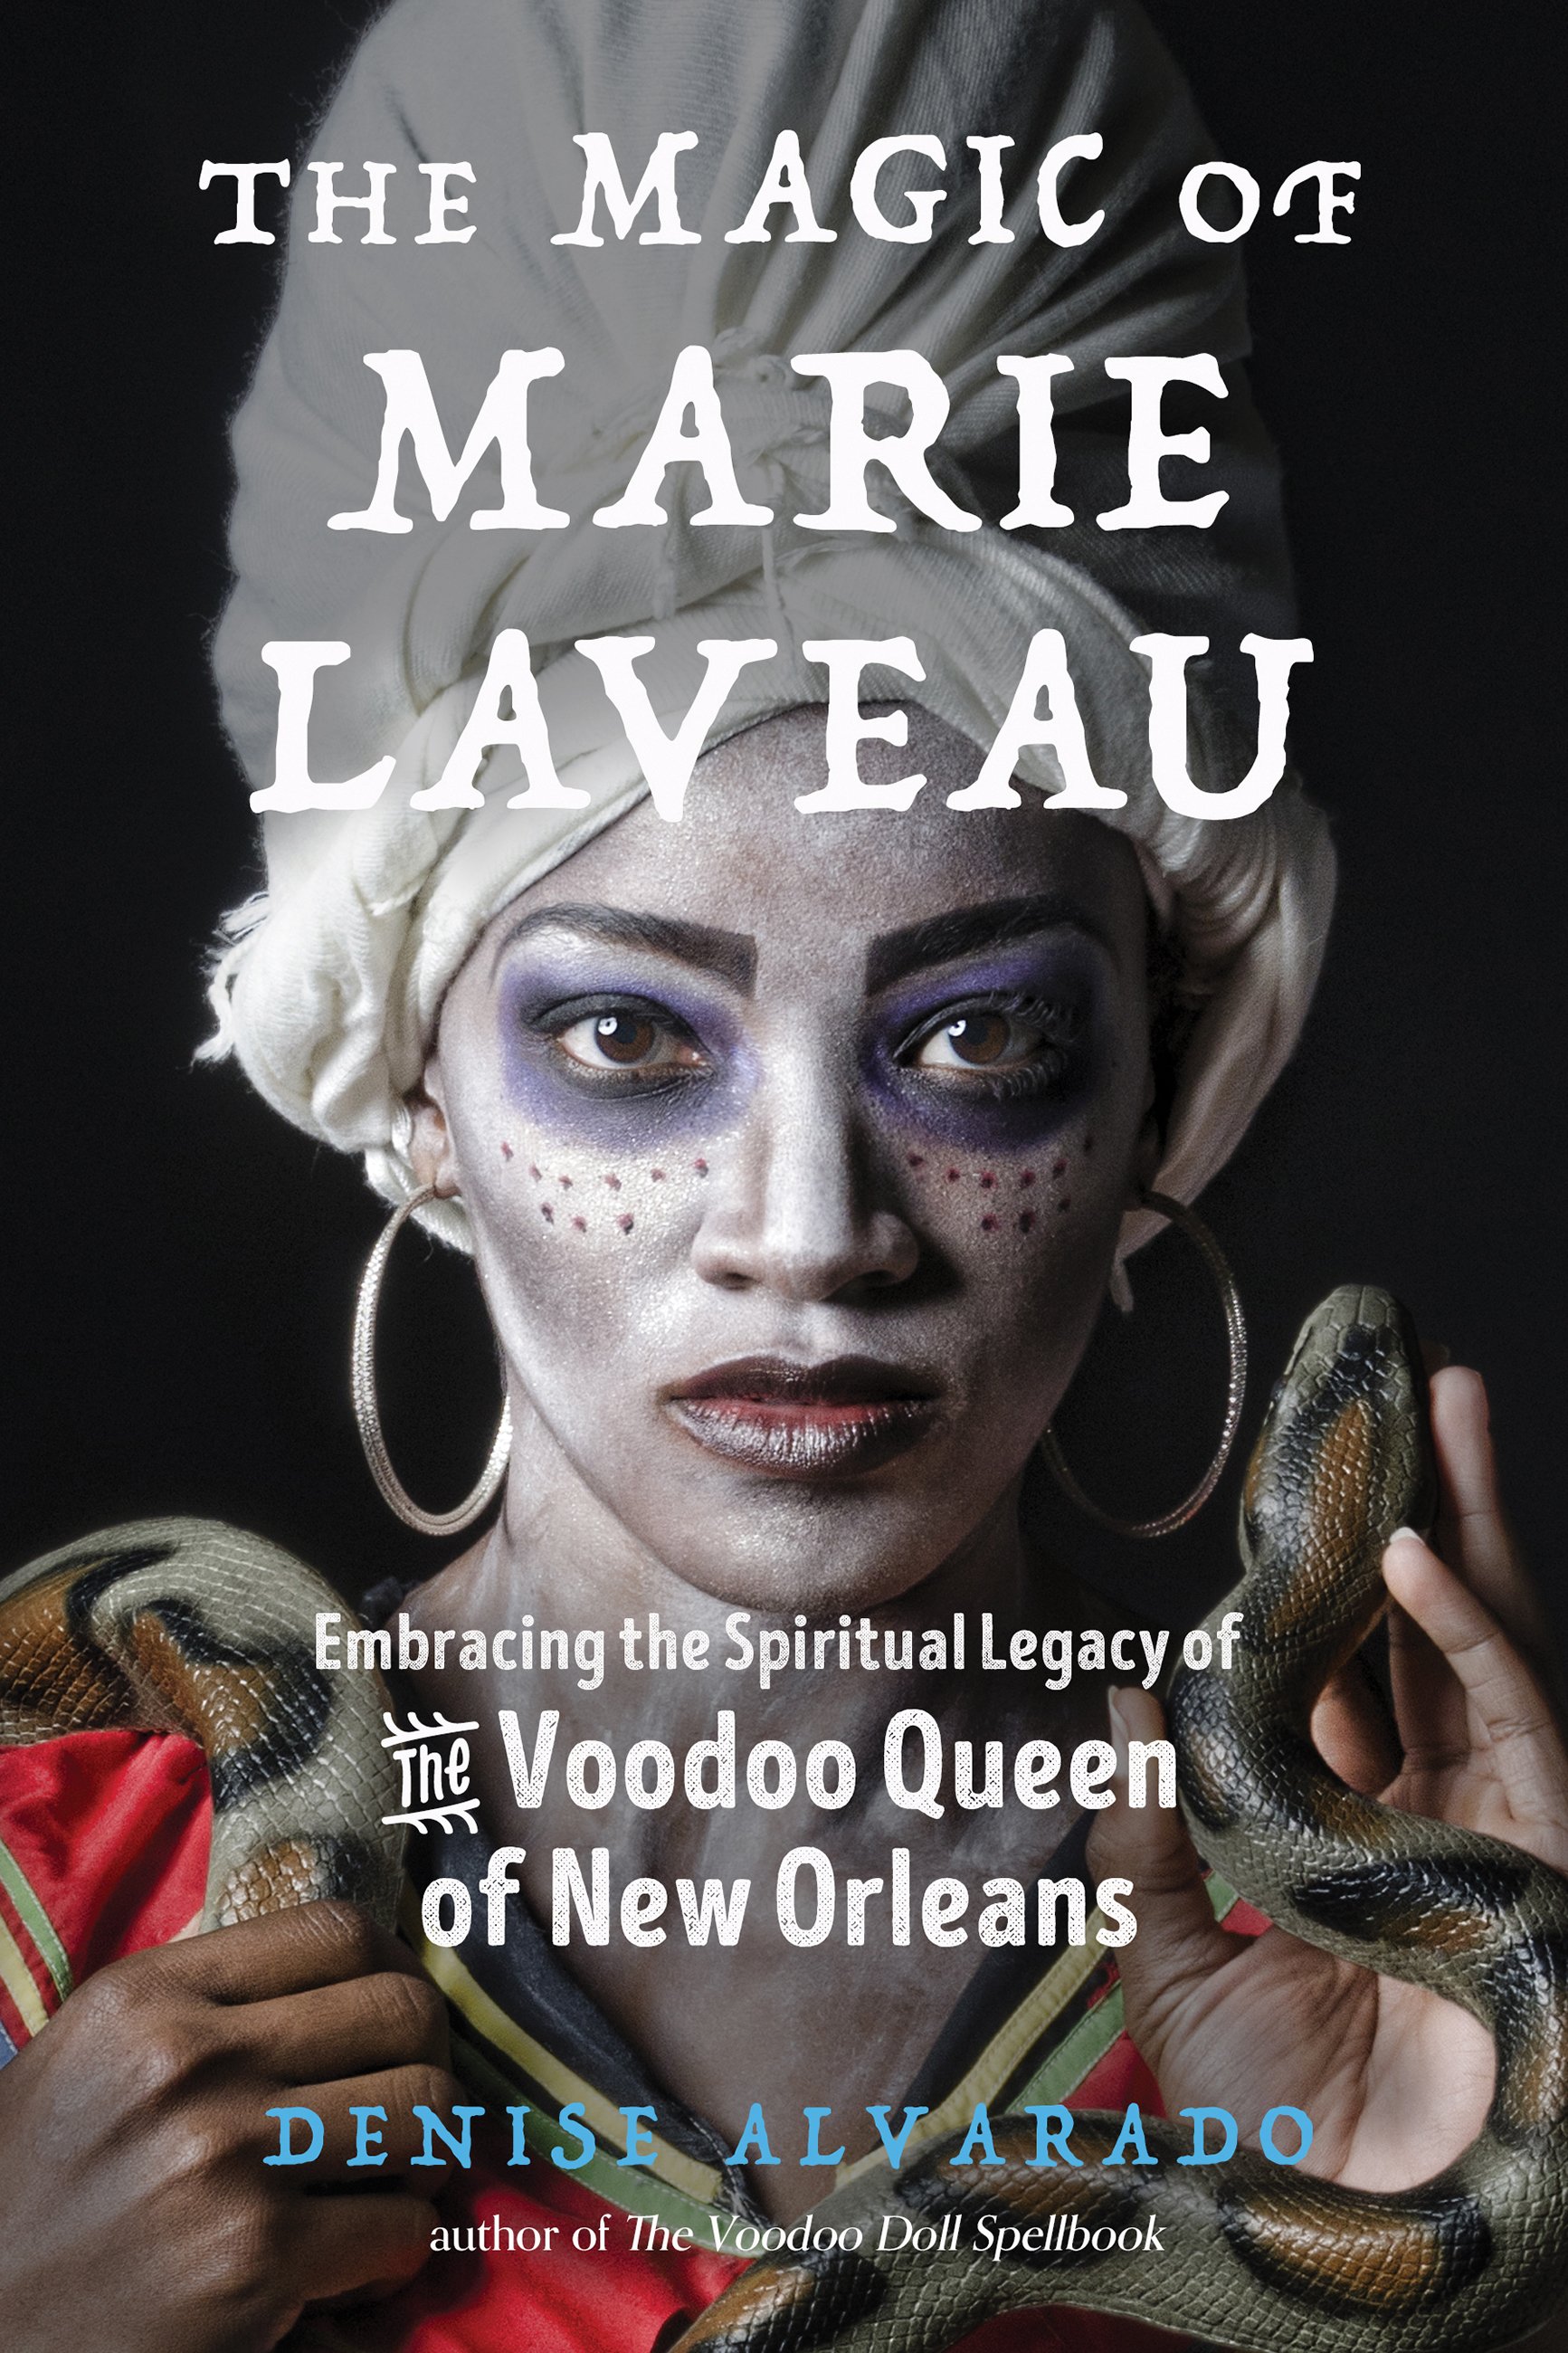 THE MAGIC OF
MARIE
LAVEAU
Embracing the Spiritual Legacy of
The Voodoo Queen
of New Orleans
DENISE ALVARADO
author of The Voodoo Doll Spellbook